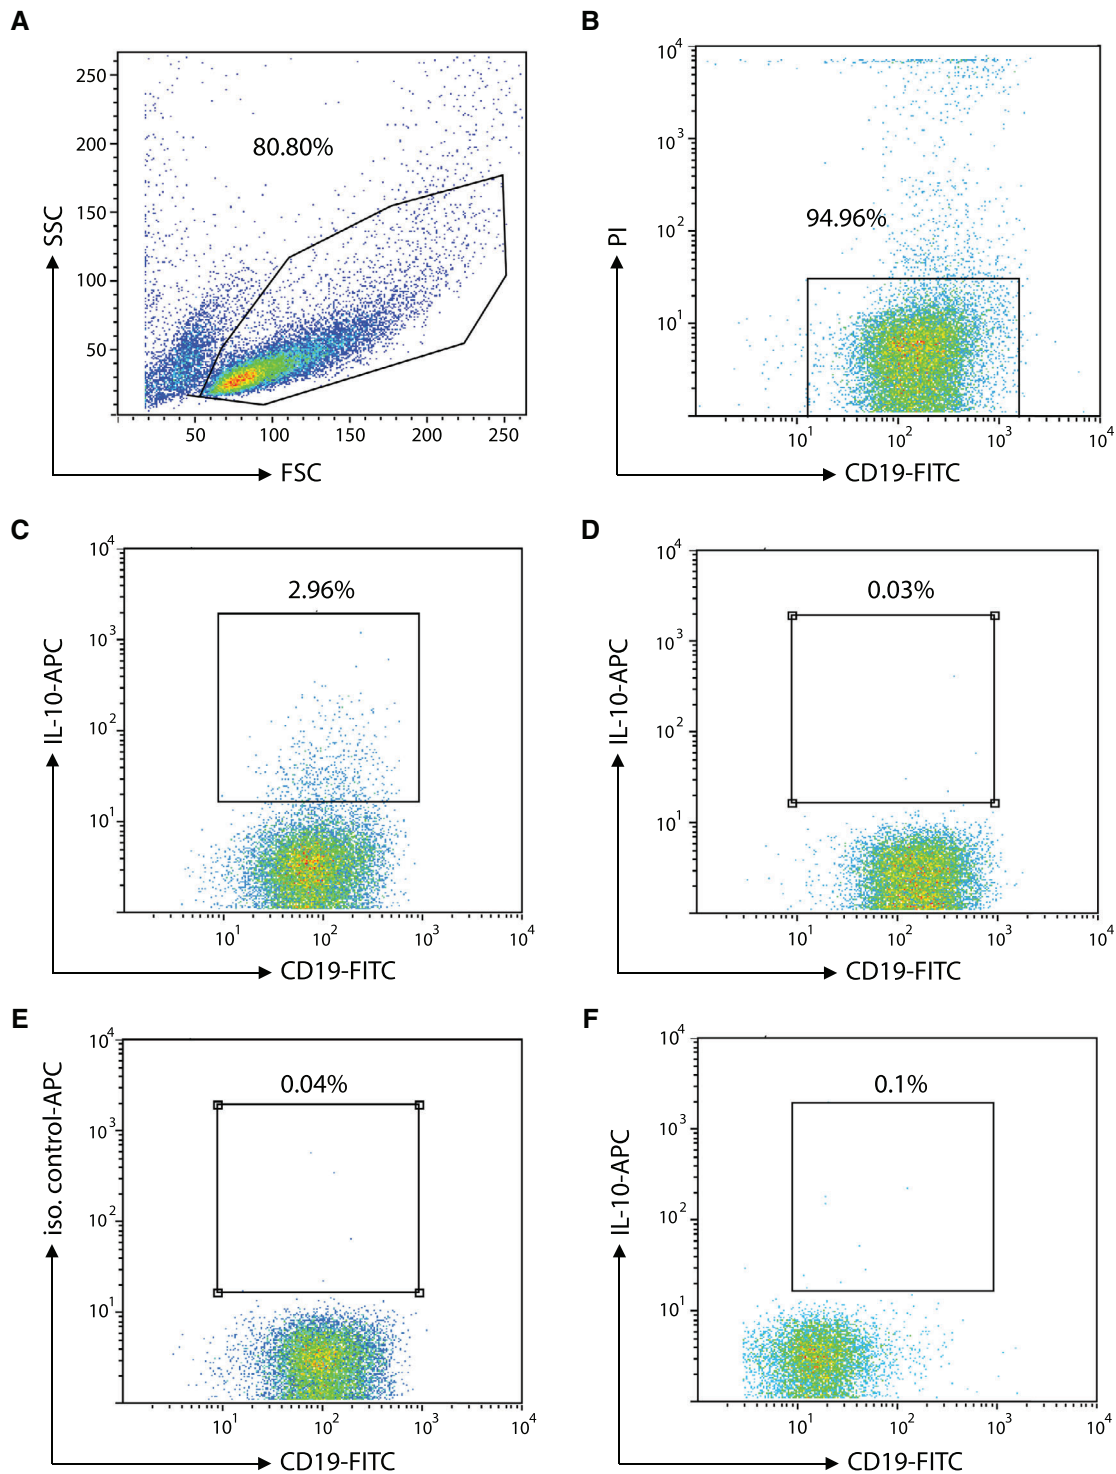 A
250
200
150
100
50
80.80%
SSC
50 100 150 200 250
FSC
B
10^4
10^3
10^2
10^1
94.96%
PI
10^1 10^2 10^3 10^4
CD19-FITC
C
10^4
10^3
10^2
10^1
2.96%
IL-10-APC
10^1 10^2 10^3 10^4
CD19-FITC
D
10^4
10^3
10^2
10^1
0.03%
IL-10-APC
10^1 10^2 10^3 10^4
CD19-FITC
E
10^4
10^3
10^2
10^1
0.04%
iso. control-APC
10^1 10^2 10^3 10^4
CD19-FITC
F
10^4
10^3
10^2
10^1
0.1%
IL-10-APC
10^1 10^2 10^3 10^4
CD19-FITC